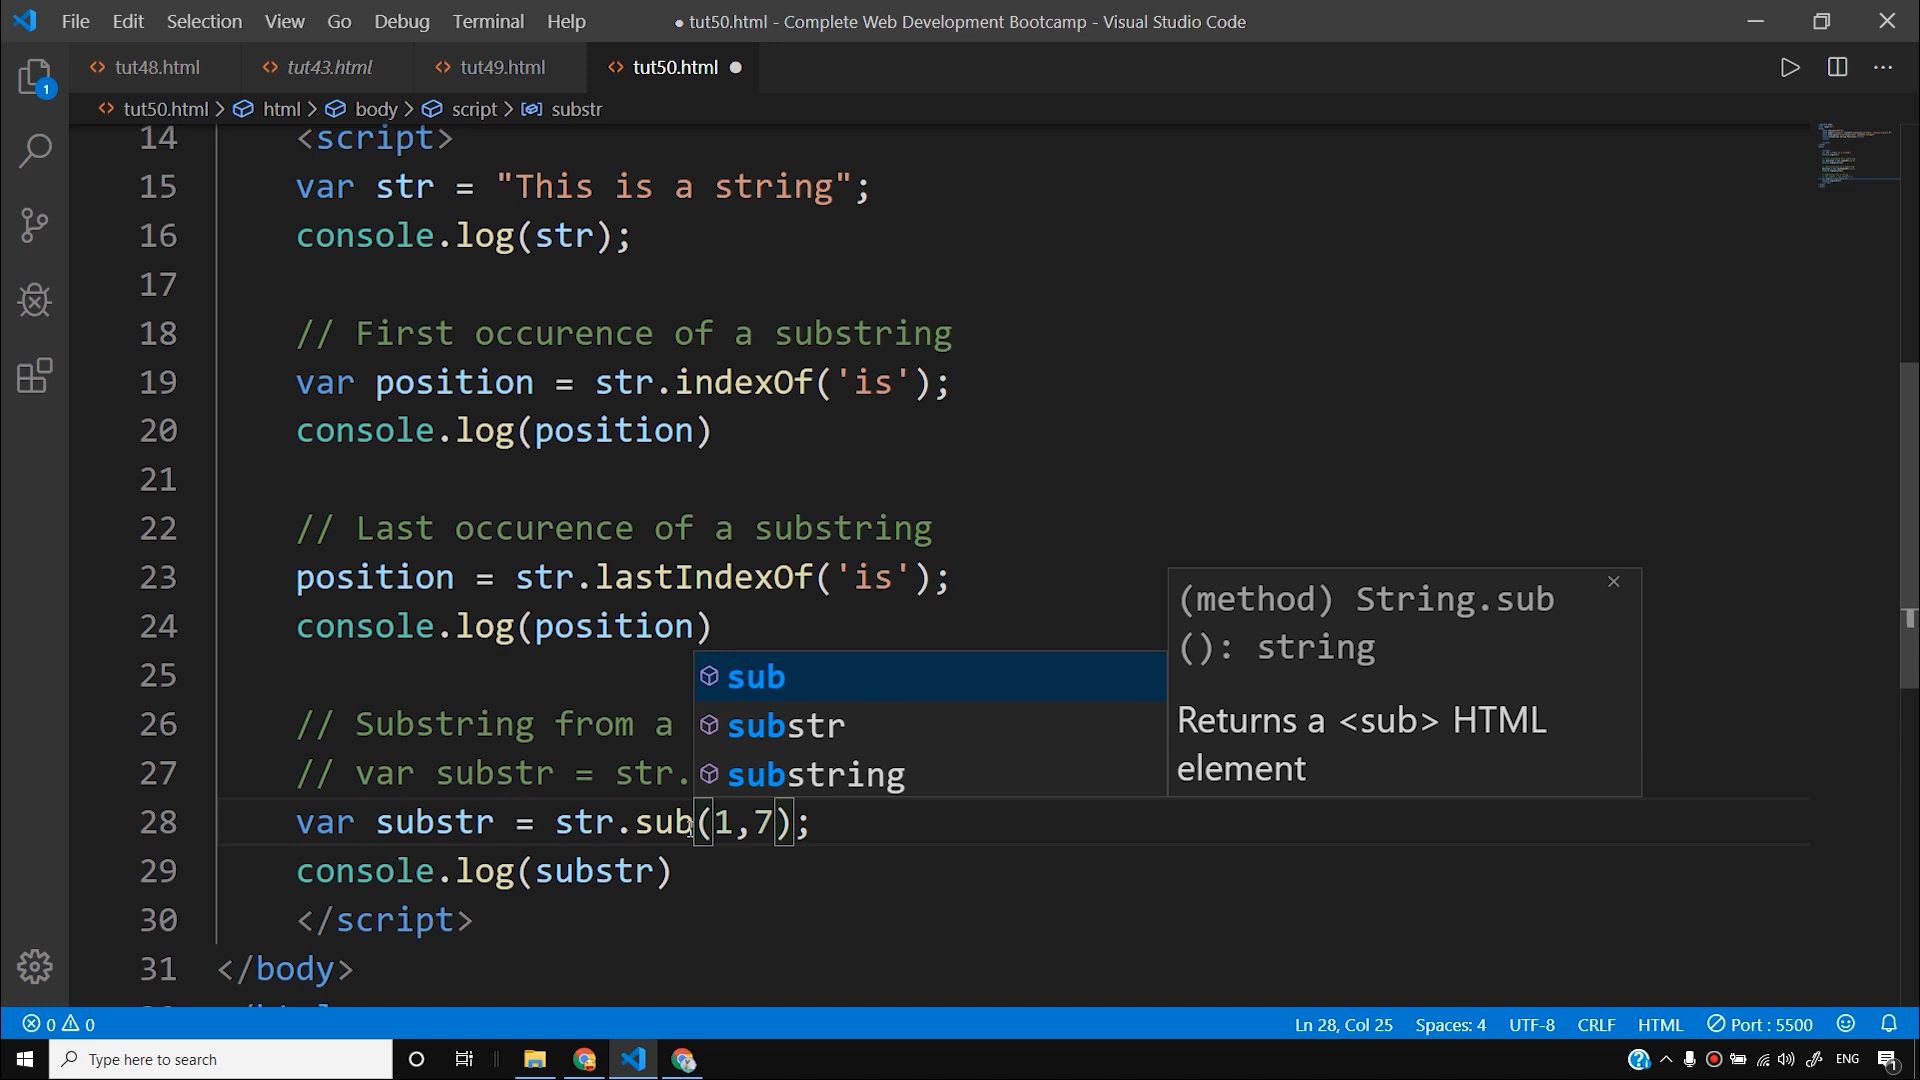 File Edit Selection View Go Debug Terminal Help ● tut50.html - Complete Web Development Bootcamp - Visual Studio Code
tut48.html tut43.html tut49.html tut50.html
tut50.html > html > body > script > substr
14 <script>
15 var str = "This is a string";
16 console.log(str);
17
18 // First occurence of a substring
19 var position = str.indexOf('is');
20 console.log(position)
21
22 // Last occurence of a substring
23 position = str.lastIndexOf('is');
24 console.log(position)
25
26 // Substring from a
27 // var substr = str.
28 var substr = str.sub(1,7);
29 console.log(substr)
30 </script>
31 </body>
sub
substr
substring
(method) String.sub
(): string
Returns a <sub> HTML
element
1
0 0 Ln 28, Col 25 Spaces: 4 UTF-8 CRLF HTML Port : 5500
Type here to search ENG 1